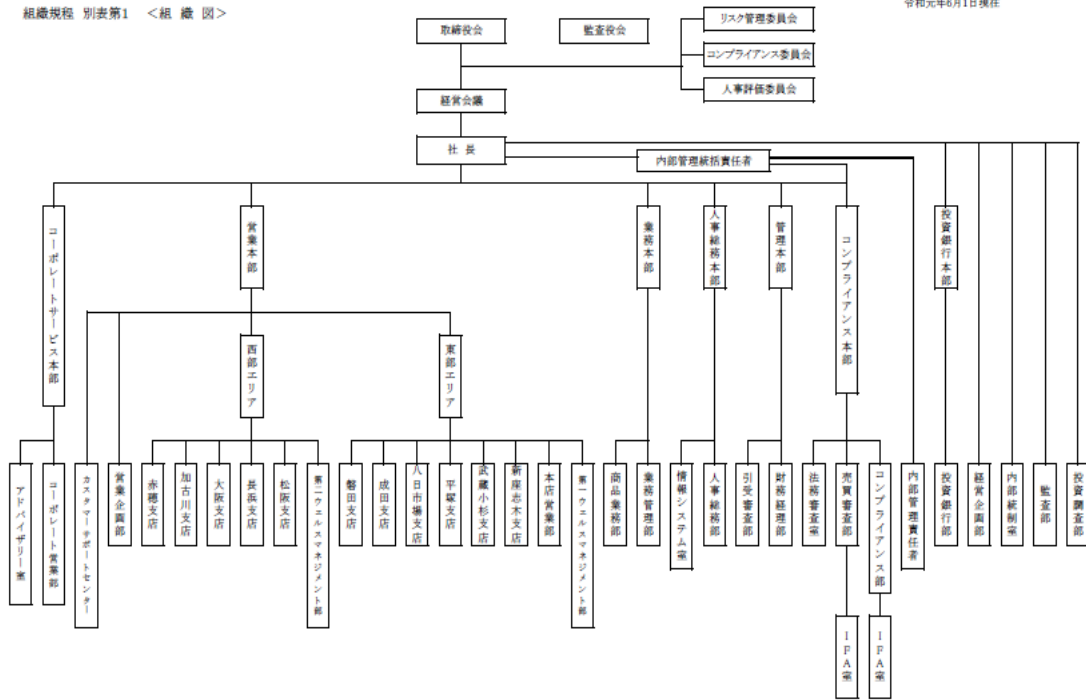 組織規程 別表第1 <組 織 図>
令和元年6月1日現在
取締役会
監査役会
リスク管理委員会
コンプライアンス委員会
人事評価委員会
経営会議
社 長
内部管理統括責任者
コーポレートサービス本部
営業本部
業務本部
人事総務本部
管理本部
コンプライアンス本部
投資銀行本部
西部エリア
東部エリア
アドバイザリー室
コーポレート営業部
カスタマーサポートセンター
営業企画部
赤穂支店
加古川支店
大阪支店
長浜支店
松阪支店
第二ウェルスマネジメント部
磐田支店
成田支店
八日市場支店
平塚支店
武蔵小杉支店
新座志木支店
本店営業部
第一ウェルスマネジメント部
商品業務部
業務管理部
情報システム室
人事総務部
引受審査部
財務経理部
法務審査室
売買審査部
コンプライアンス部
内部管理責任者
投資銀行部
経営企画部
内部統制室
監査部
投資調査部
IFA室
IFA室